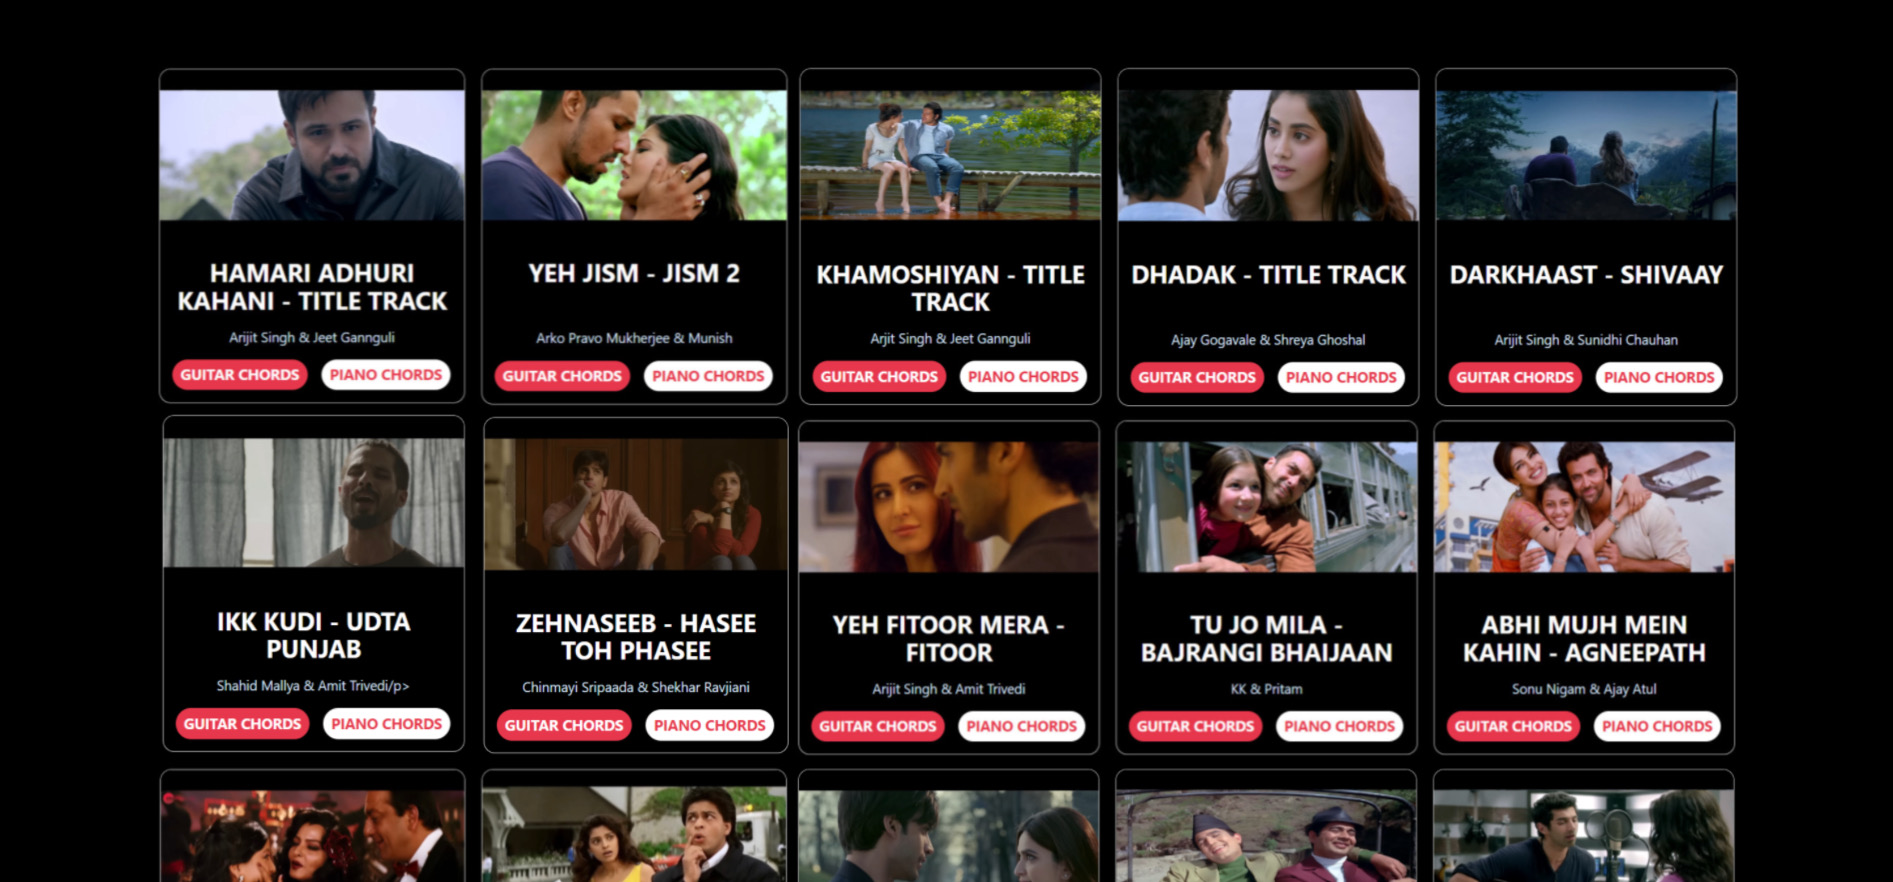 HAMARI ADHURI
KAHANI - TITLE TRACK
Arijit Singh & Jeet Gannguli
GUITAR CHORDS PIANO CHORDS
YEH JISM - JISM 2
Arko Pravo Mukherjee & Munish
GUITAR CHORDS PIANO CHORDS
KHAMOSHIYAN - TITLE
TRACK
Arjit Singh & Jeet Gannguli
GUITAR CHORDS PIANO CHORDS
DHADAK - TITLE TRACK
Ajay Gogavale & Shreya Ghoshal
GUITAR CHORDS PIANO CHORDS
DARKHAAST - SHIVAAY
Arijit Singh & Sunidhi Chauhan
GUITAR CHORDS PIANO CHORDS
IKK KUDI - UDTA
PUNJAB
Shahid Mallya & Amit Trivedi/p>
GUITAR CHORDS PIANO CHORDS
ZEHNASEEB - HASEE
TOH PHASEE
Chinmayi Sripaada & Shekhar Ravjiani
GUITAR CHORDS PIANO CHORDS
YEH FITOOR MERA -
FITOOR
Arijit Singh & Amit Trivedi
GUITAR CHORDS PIANO CHORDS
TU JO MILA -
BAJRANGI BHAIJAAN
KK & Pritam
GUITAR CHORDS PIANO CHORDS
ABHI MUJH MEIN
KAHIN - AGNEEPATH
Sonu Nigam & Ajay Atul
GUITAR CHORDS PIANO CHORDS